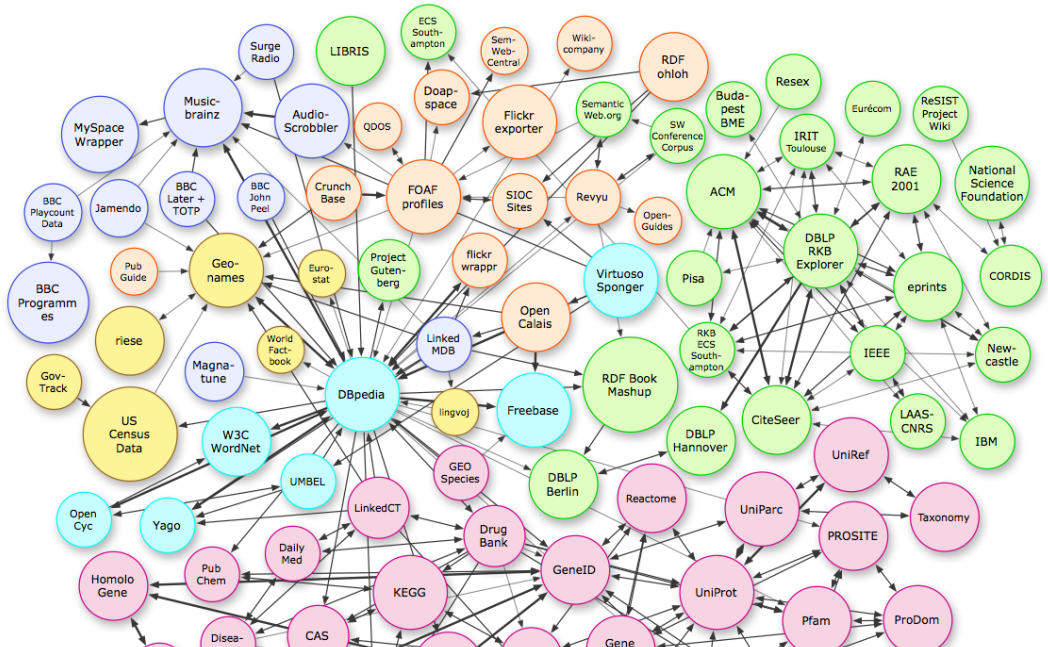 ECS
South-
ampton
Surge
Radio
LIBRIS
Sem-
Web-
Central
Wiki-
company
RDF
ohloh
Resex
Music-
brainz
Doap-
space
Buda-
pest
BME
Eurécom
ReSIST
Project
Wiki
MySpace
Wrapper
Audio-
Scrobbler
QDOS
Flickr
exporter
Semantic
Web.org
SW
Conference
Corpus
IRIT
Toulouse
BBC
Playcount
Data
Jamendo
BBC
Later +
TOTP
BBC
John
Peel
Crunch
Base
FOAF
profiles
SIOC
Sites
Revyu
Open-
Guides
ACM
RAE
2001
National
Science
Foundation
Pub
Guide
Geo-
names
Euro-
stat
Project
Guten-
berg
flickr
wrappr
Virtuoso
Sponger
Pisa
DBLP
RKB
Explorer
eprints
CORDIS
BBC
Programm
es
riese
World
Fact-
book
Linked
MDB
Open
Calais
RKB
ECS
South-
ampton
IEEE
New-
castle
Gov-
Track
Magna-
tune
DBpedia
lingvoj
Freebase
RDF Book
Mashup
US
Census
Data
W3C
WordNet
DBLP
Hannover
CiteSeer
LAAS-
CNRS
IBM
Open
Cyc
Yago
UMBEL
GEO
Species
DBLP
Berlin
Reactome
UniParc
UniRef
Taxonomy
LinkedCT
Drug
Bank
PROSITE
Homolo
Gene
Pub
Chem
Daily
Med
KEGG
GeneID
UniProt
Pfam
ProDom
Disea-
CAS
Gene